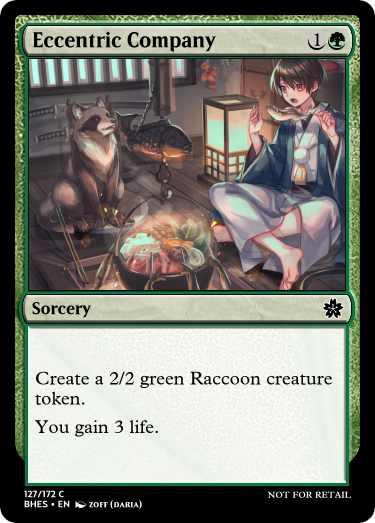 Eccentric Company 1
Sorcery
Create a 2/2 green Raccoon creature
token.
You gain 3 life.
127/172 C NOT FOR RETAIL
BHES • EN ZOFF (DARIA)